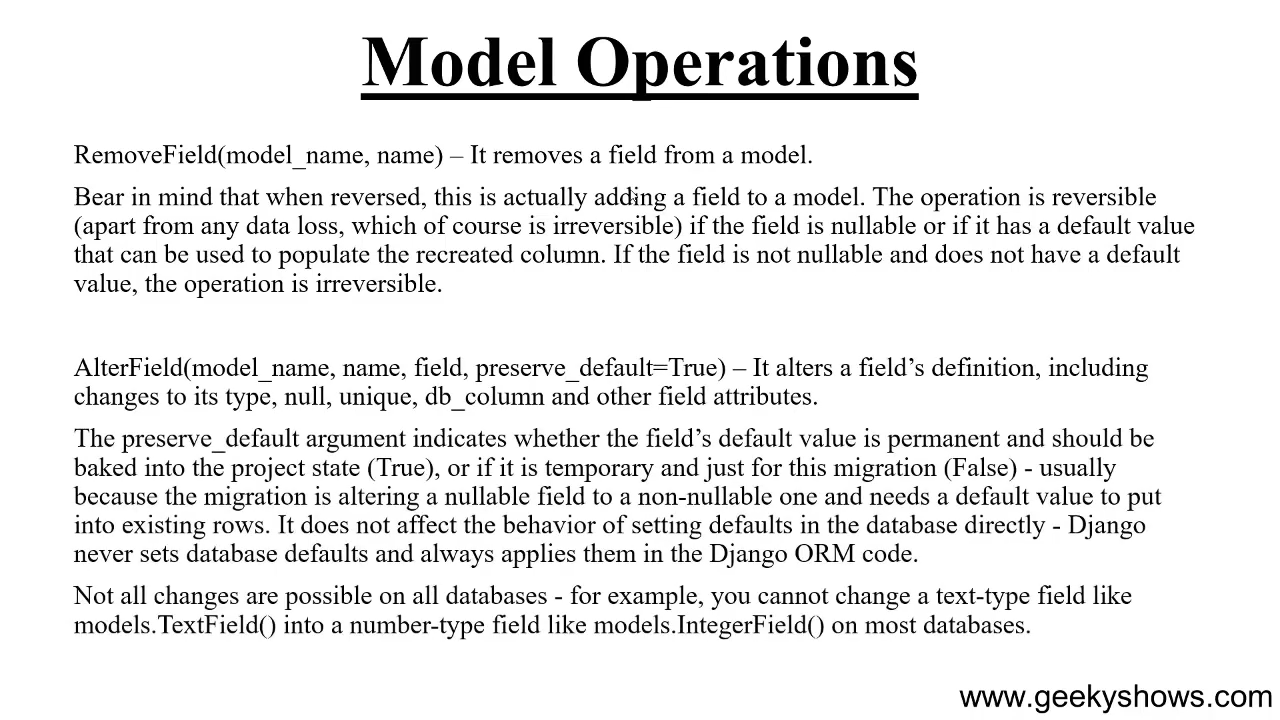 Model Operations
RemoveField(model_name, name) – It removes a field from a model.
Bear in mind that when reversed, this is actually adding a field to a model. The operation is reversible
(apart from any data loss, which of course is irreversible) if the field is nullable or if it has a default value
that can be used to populate the recreated column. If the field is not nullable and does not have a default
value, the operation is irreversible.
AlterField(model_name, name, field, preserve_default=True) – It alters a field’s definition, including
changes to its type, null, unique, db_column and other field attributes.
The preserve_default argument indicates whether the field’s default value is permanent and should be
baked into the project state (True), or if it is temporary and just for this migration (False) - usually
because the migration is altering a nullable field to a non-nullable one and needs a default value to put
into existing rows. It does not affect the behavior of setting defaults in the database directly - Django
never sets database defaults and always applies them in the Django ORM code.
Not all changes are possible on all databases - for example, you cannot change a text-type field like
models.TextField() into a number-type field like models.IntegerField() on most databases.
www.geekyshows.com